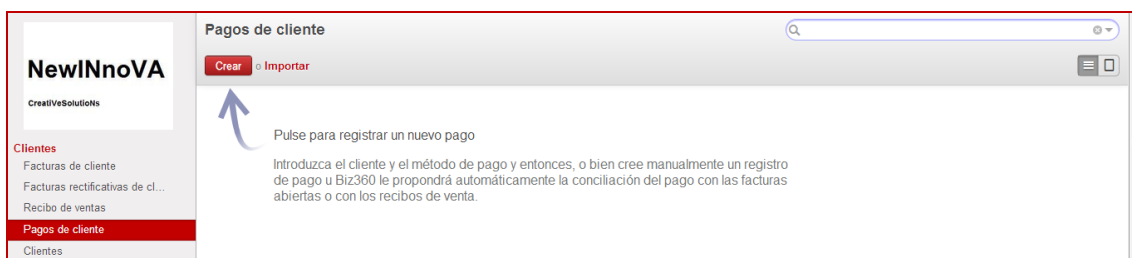 NewINnoVA
CreatiVeSolutioNs
Clientes
Facturas de cliente
Facturas rectificativas de cl...
Recibo de ventas
Pagos de cliente
Clientes
Pagos de cliente
Crear o Importar
Pulse para registrar un nuevo pago
Introduzca el cliente y el método de pago y entonces, o bien cree manualmente un registro
de pago u Biz360 le propondrá automáticamente la conciliación del pago con las facturas
abiertas o con los recibos de venta.